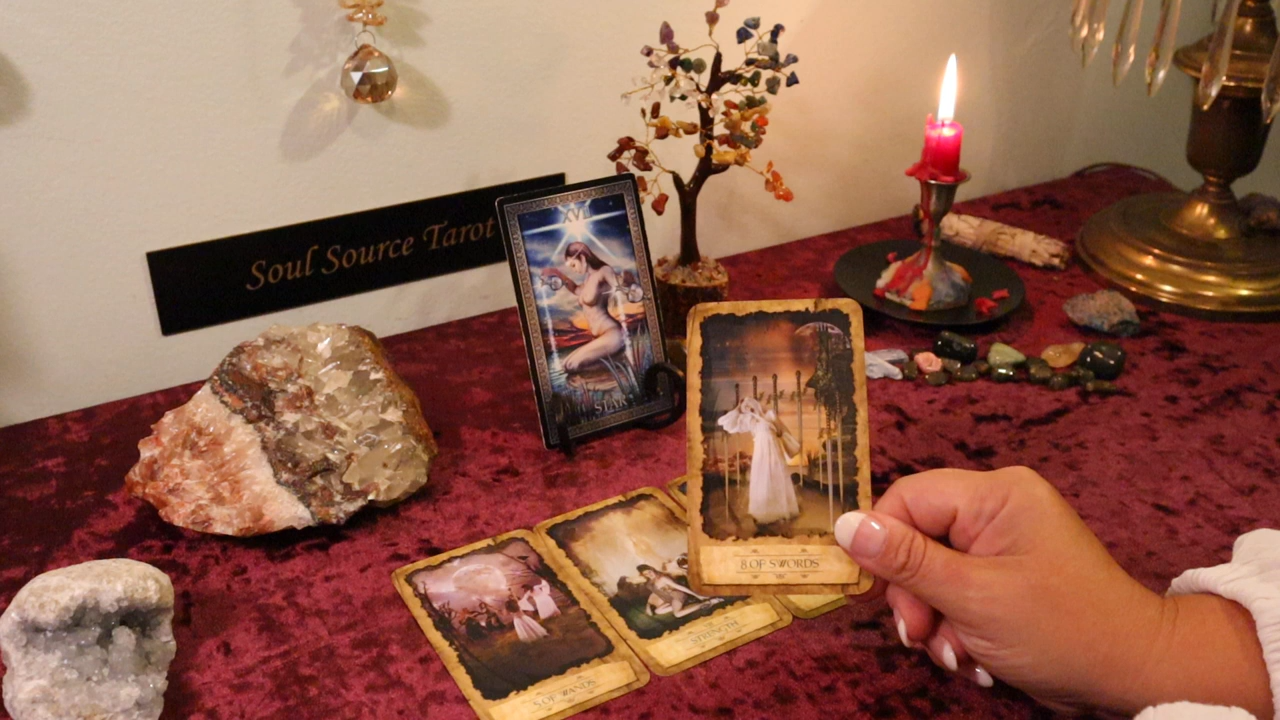 Soul Source Tarot
XVII
STAR
8 OF SWORDS
STRENGTH
5 OF WANDS